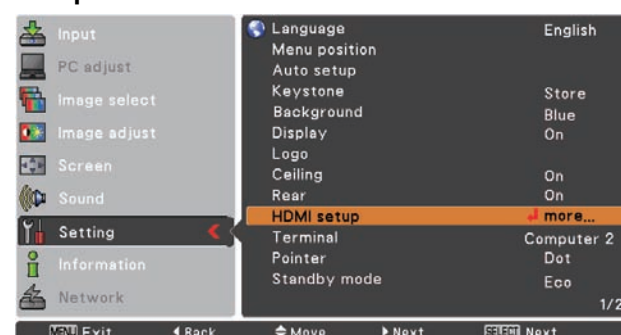 Input
PC adjust
Image select
Image adjust
Screen
Sound
Setting
Information
Network
Language English
Menu position
Auto setup
Keystone Store
Background Blue
Display On
Logo
Ceiling On
Rear On
HDMI setup more...
Terminal Computer 2
Pointer Dot
Standby mode Eco
1/2
MENU Exit Back Move Next SELECT Next